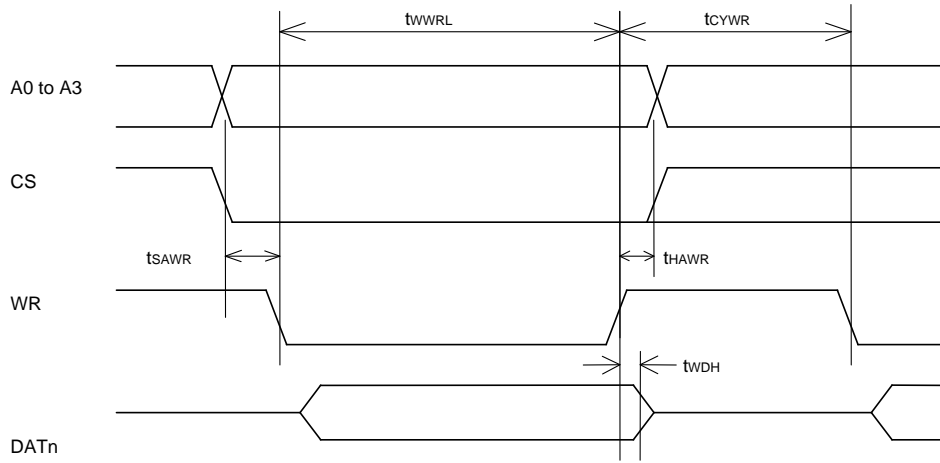 tWWRL
tCYWR
A0 to A3
CS
tSAWR
tHAWR
WR
tWDH
DATn